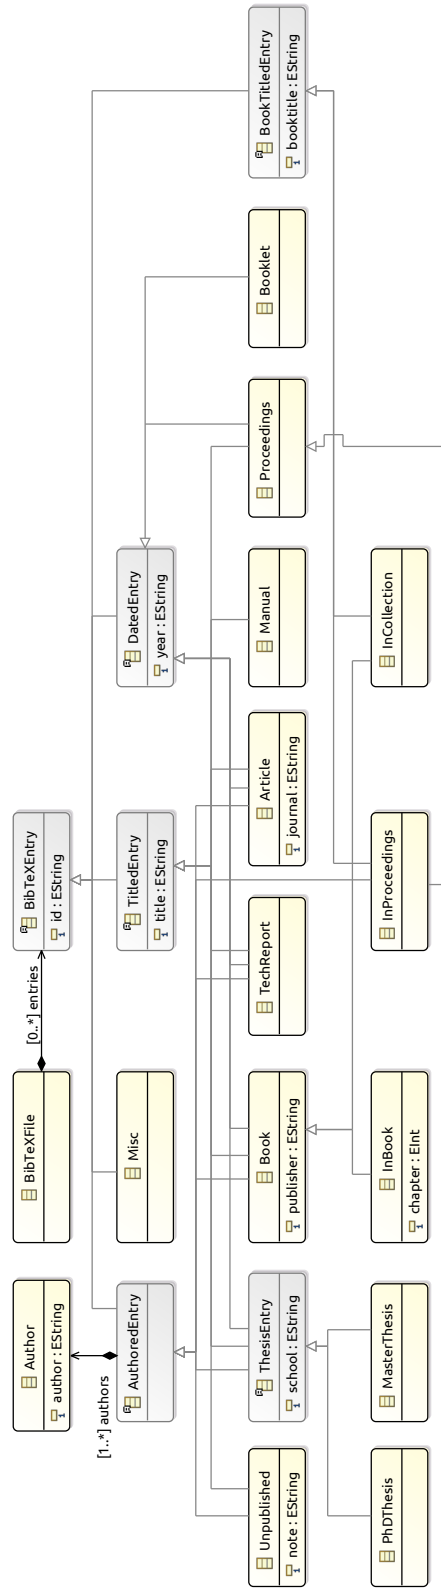 Author
author : EString
BibTeXFile
[0..*] entries
BibTeXEntry
id : EString
[1..*] authors
AuthoredEntry
Misc
TitledEntry
title : EString
DatedEntry
year : EString
Unpublished
note : EString
ThesisEntry
school : EString
Book
publisher : EString
TechReport
Article
journal : EString
Manual
Proceedings
Booklet
BookTitledEntry
booktitle : EString
PhDThesis
MasterThesis
InBook
chapter : EInt
InProceedings
InCollection